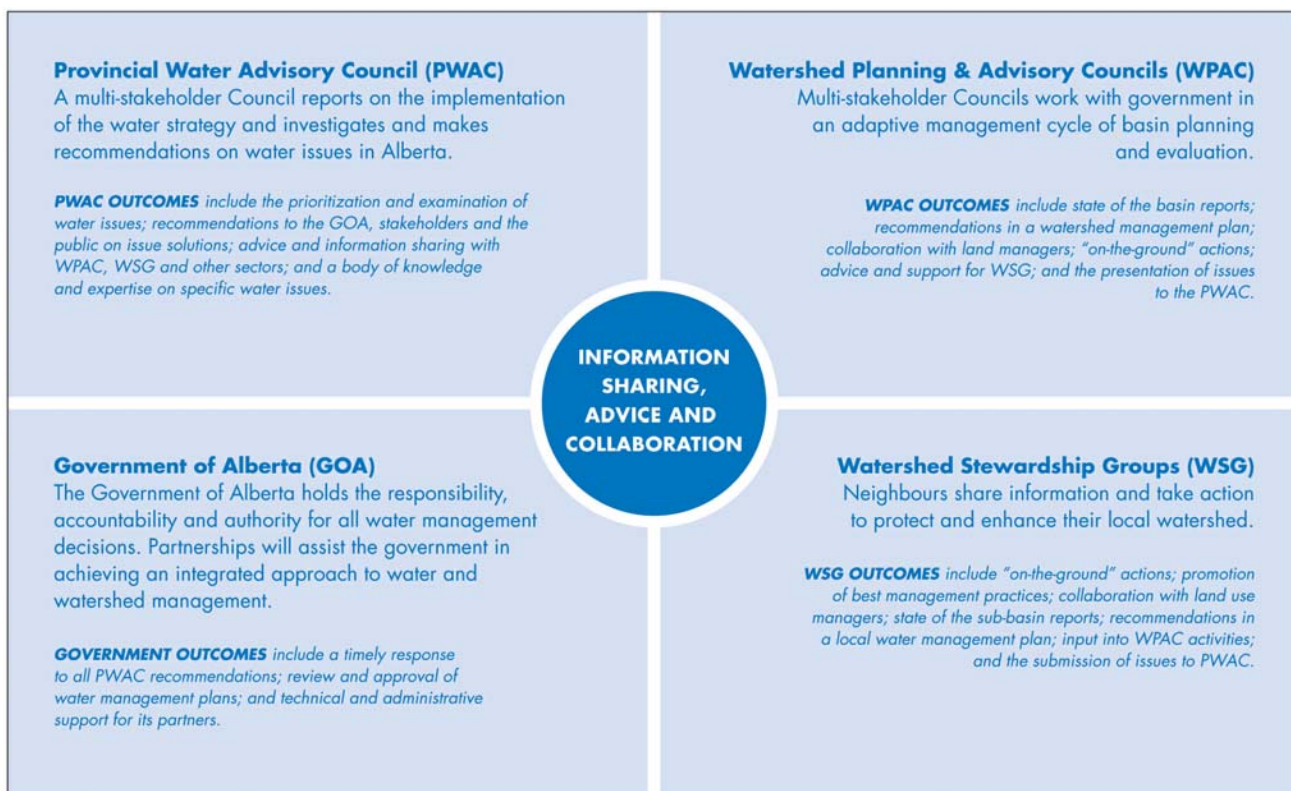 Provincial Water Advisory Council (PWAC)
A multi-stakeholder Council reports on the implementation
of the water strategy and investigates and makes
recommendations on water issues in Alberta.
PWAC OUTCOMES include the prioritization and examination of
water issues; recommendations to the GOA, stakeholders and the
public on issue solutions; advice and information sharing with
WPAC, WSG and other sectors; and a body of knowledge
and expertise on specific water issues.
Watershed Planning & Advisory Councils (WPAC)
Multi-stakeholder Councils work with government in
an adaptive management cycle of basin planning
and evaluation.
WPAC OUTCOMES include state of the basin reports;
recommendations in a watershed management plan;
collaboration with land managers; "on-the-ground" actions;
advice and support for WSG; and the presentation of issues
to the PWAC.
INFORMATION
SHARING,
ADVICE AND
COLLABORATION
Government of Alberta (GOA)
The Government of Alberta holds the responsibility,
accountability and authority for all water management
decisions. Partnerships will assist the government in
achieving an integrated approach to water and
watershed management.
GOVERNMENT OUTCOMES include a timely response
to all PWAC recommendations; review and approval of
water management plans; and technical and administrative
support for its partners.
Watershed Stewardship Groups (WSG)
Neighbours share information and take action
to protect and enhance their local watershed.
WSG OUTCOMES include "on-the-ground" actions; promotion
of best management practices; collaboration with land use
managers; state of the sub-basin reports; recommendations in
a local water management plan; input into WPAC activities;
and the submission of issues to PWAC.